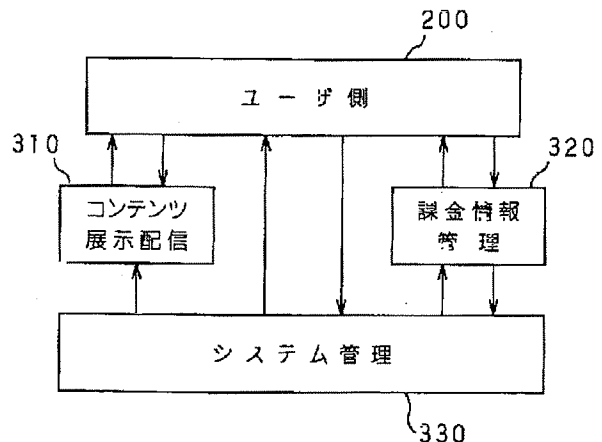 200
ユーザ側
310
コンテンツ
展示配信
320
課金情報
管理
システム管理
330